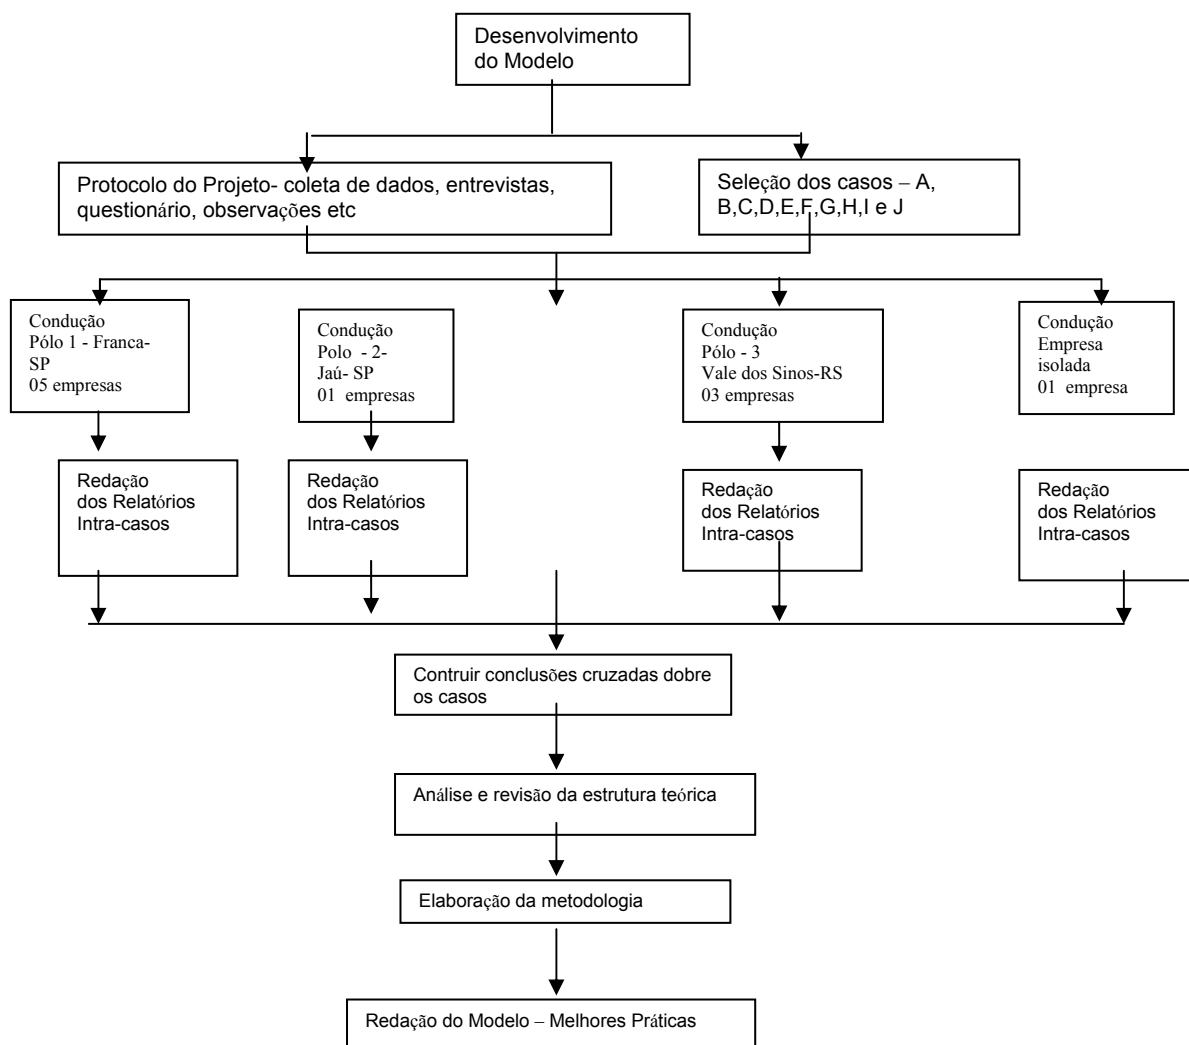 Desenvolvimento
do Modelo
Protocolo do Projeto- coleta de dados, entrevistas,
questionário, observações etc
Seleção dos casos – A,
B,C,D,E,F,G,H,I e J
Condução
Pólo 1 - Franca-
SP
05 empresas
Condução
Polo - 2-
Jaú- SP
01 empresas
Condução
Pólo - 3
Vale dos Sinos-RS
03 empresas
Condução
Empresa
isolada
01 empresa
Redação
dos Relatórios
Intra-casos
Redação
dos Relatórios
Intra-casos
Redação
dos Relatórios
Intra-casos
Redação
dos Relatórios
Intra-casos
Contruir conclusões cruzadas dobre
os casos
Análise e revisão da estrutura teórica
Elaboração da metodologia
Redação do Modelo – Melhores Práticas